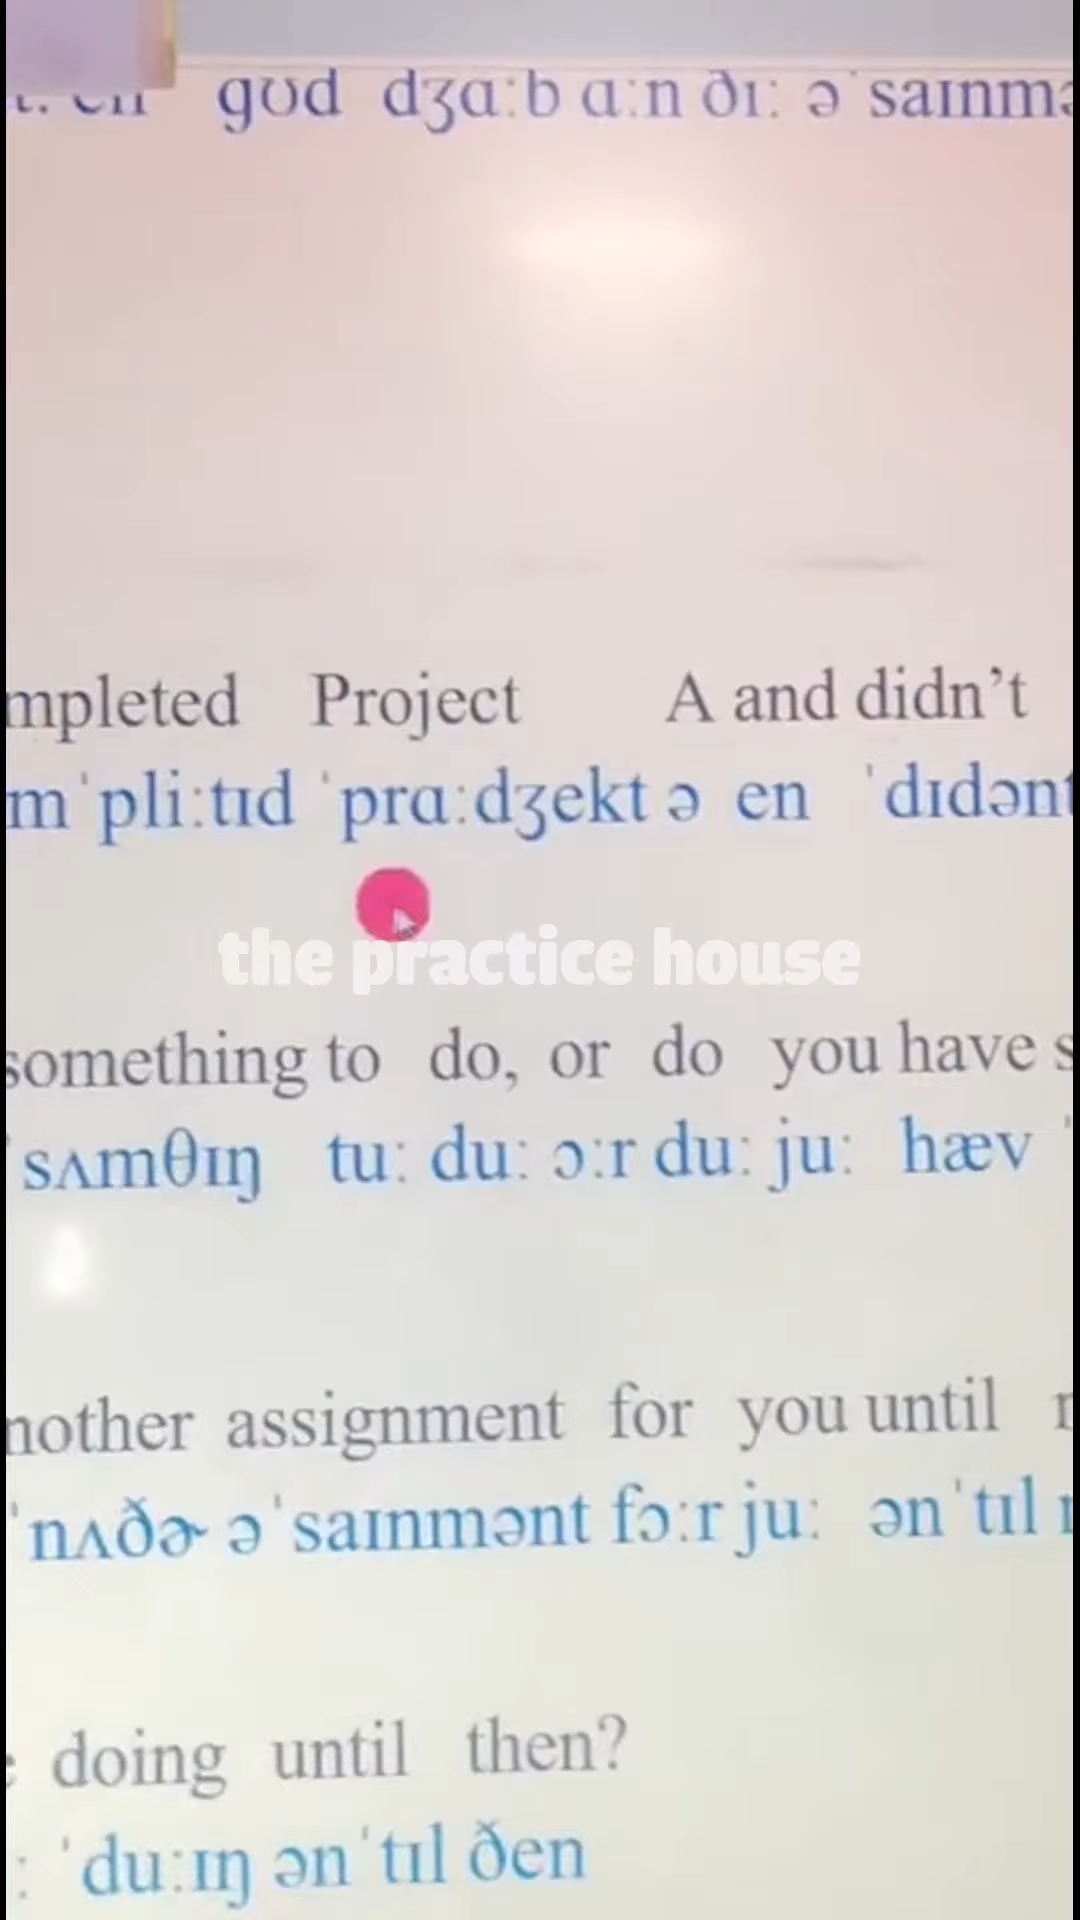 gʊd dʒɑːb ɑːn ðɪː əˈsaɪnmə
mpleted Project A and didn’t
mˈpliːtɪd ˈprɑːdʒekt ə en ˈdɪdənt
the practice house
something to do, or do you have s
ˈsʌmθɪŋ tuː duː ɔːr duː juː hæv ˈ
nother assignment for you until
ˈnʌðɚ əˈsaɪnmənt fɔːr juː ənˈtɪl
doing until then?
ː ˈduːɪŋ ənˈtɪl ðen